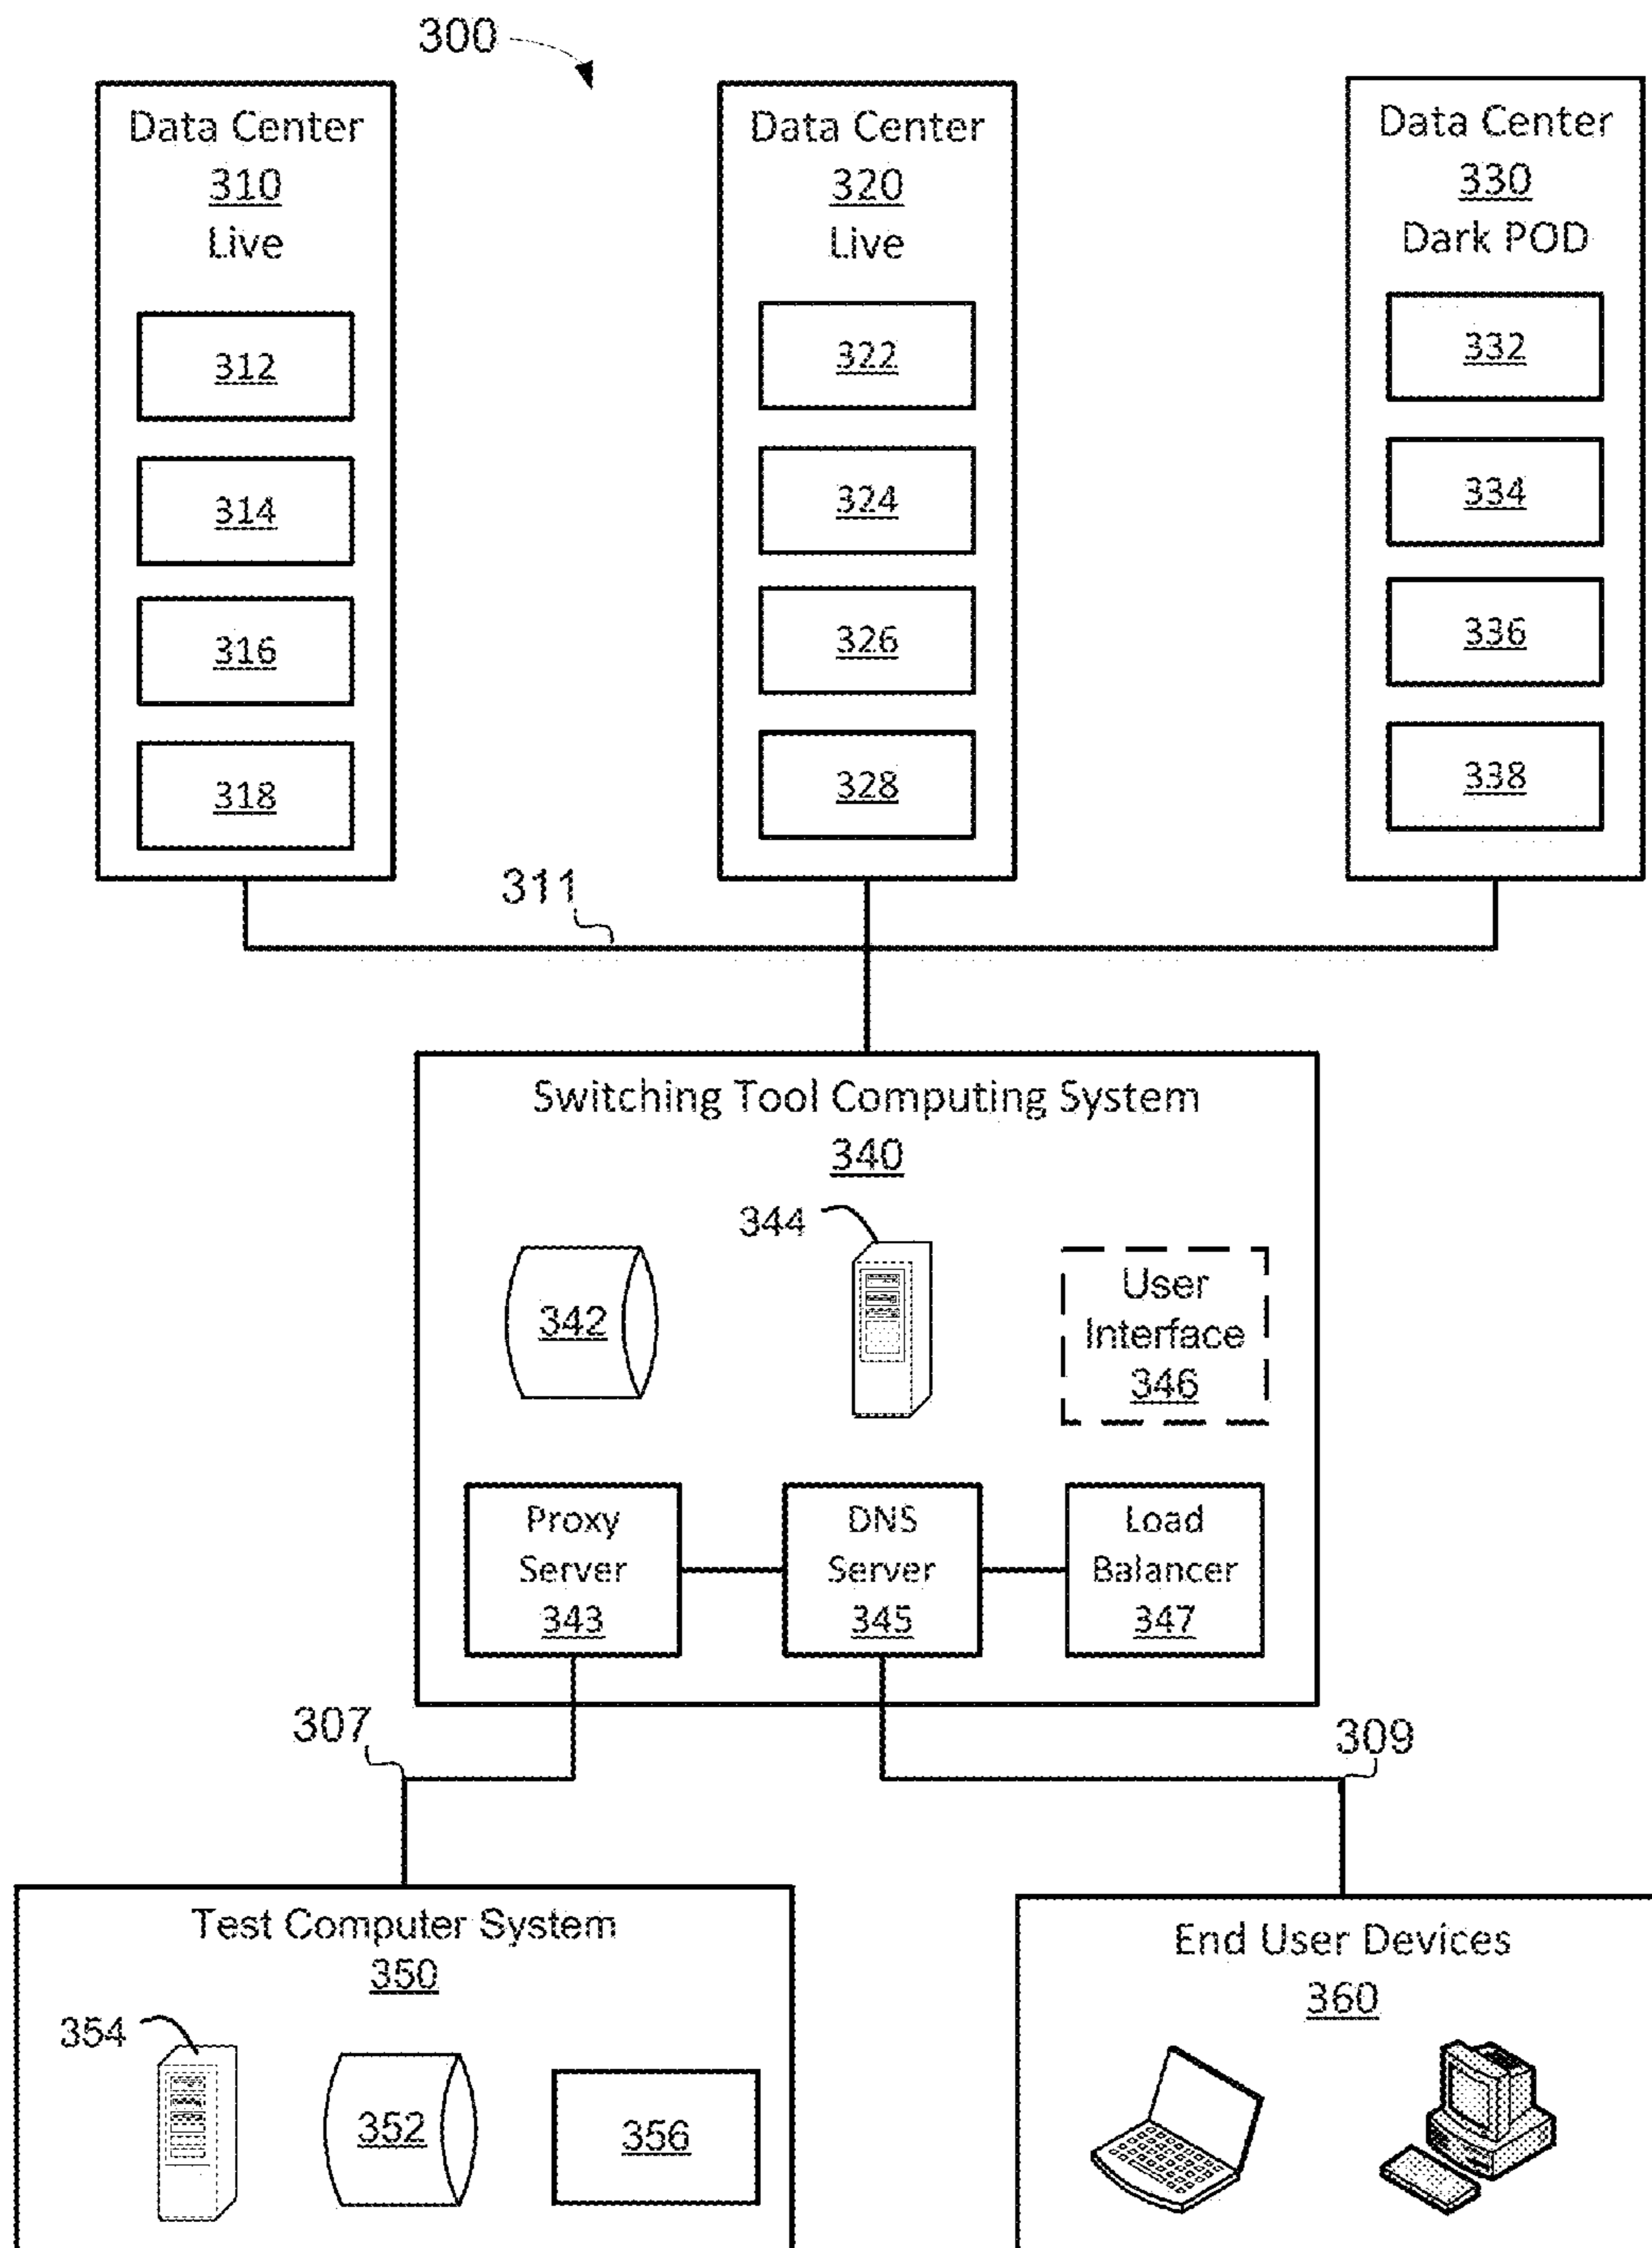 300
Data Center
310
Live
312
314
316
318
Data Center
320
Live
322
324
326
328
Data Center
330
Dark POD
332
334
336
338
311
Switching Tool Computing System
340
342
344
User
Interface
346
Proxy
Server
343
DNS
Server
345
Load
Balancer
347
307
309
Test Computer System
350
354
352
356
End User Devices
360